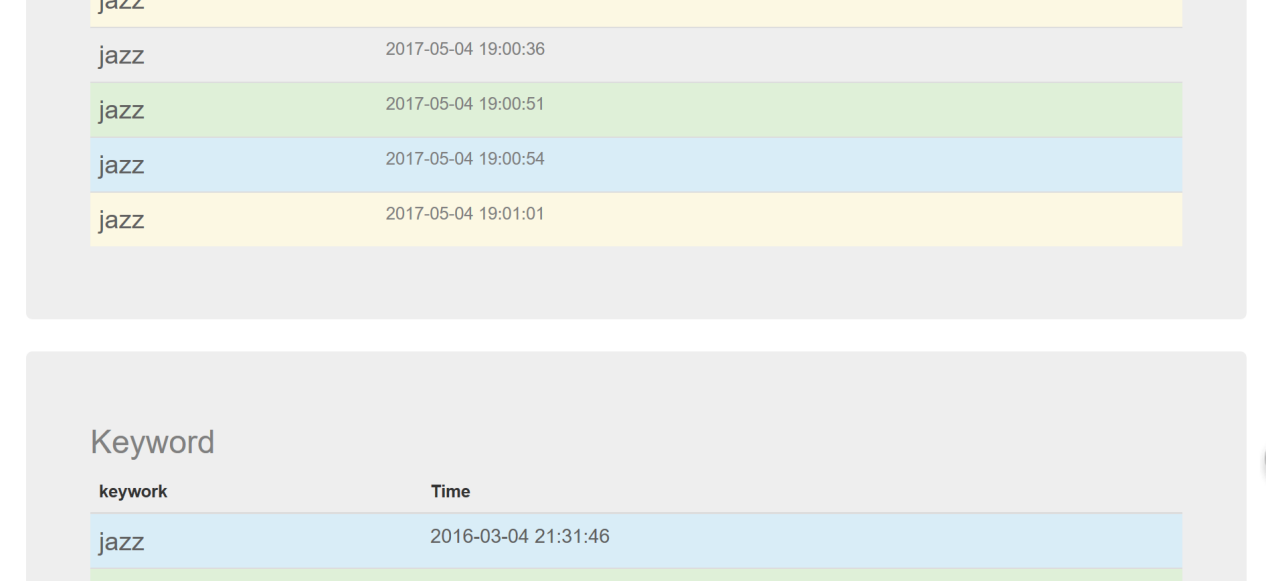 jazz
jazz 2017-05-04 19:00:36
jazz 2017-05-04 19:00:51
jazz 2017-05-04 19:00:54
jazz 2017-05-04 19:01:01
Keyword
keywork Time
jazz 2016-03-04 21:31:46